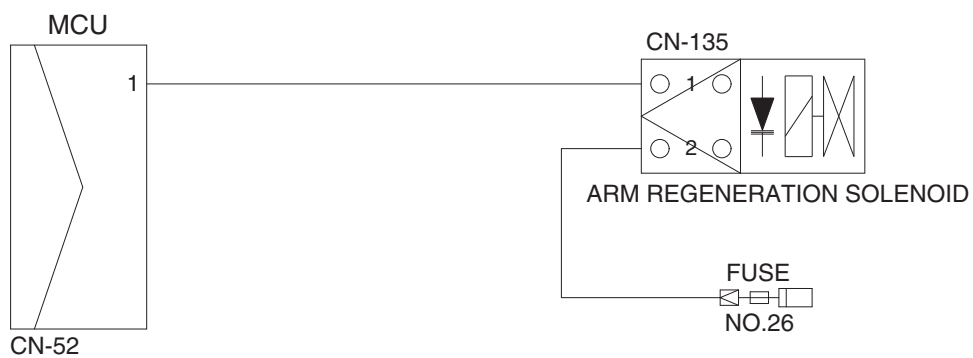 MCU
CN-135
1
1
2
ARM REGENERATION SOLENOID
FUSE
NO.26
CN-52